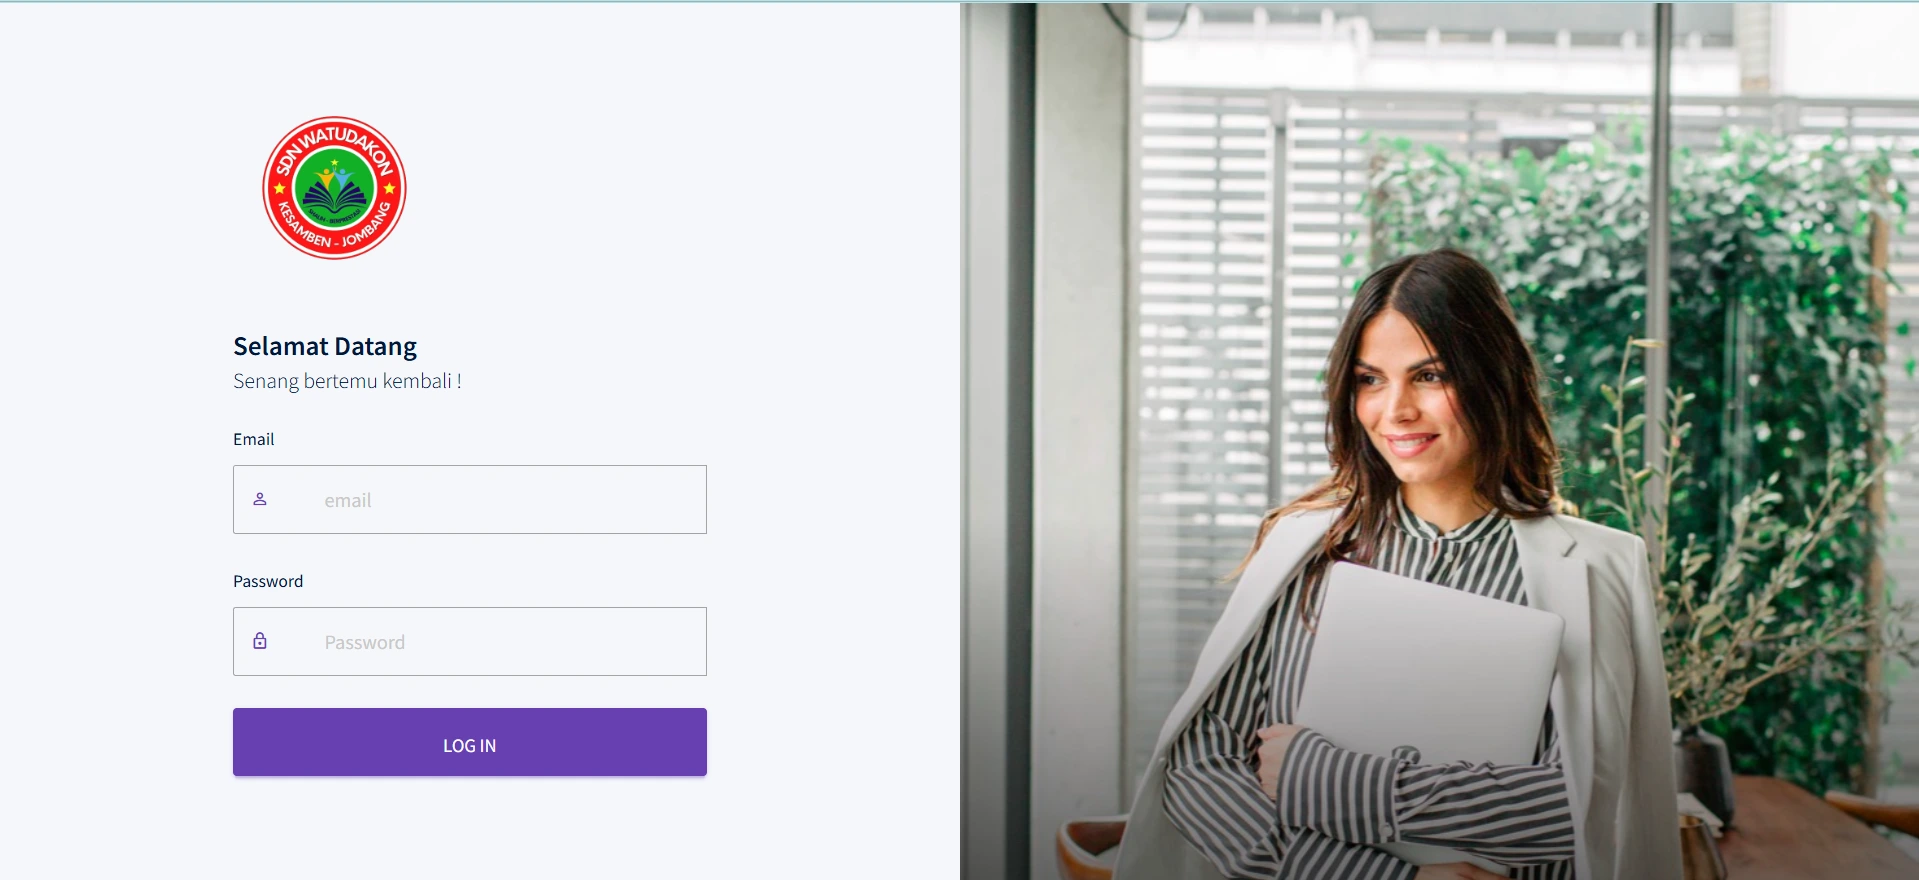 SDN WATUDAKON
KESAMBEN - JOMBANG
Selamat Datang
Senang bertemu kembali !
Email
email
Password
Password
LOG IN